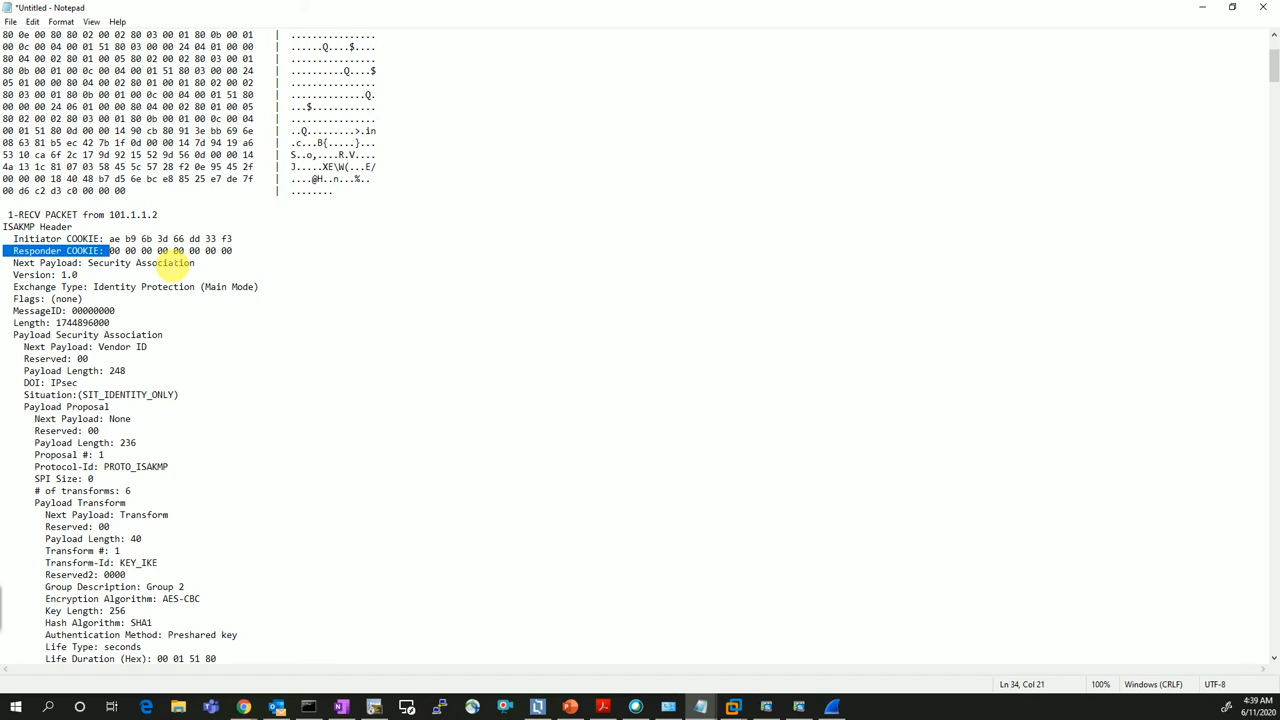 *Untitled - Notepad
File Edit Format View Help
80 0e 00 80 80 02 00 02 80 03 00 01 80 0b 00 01 | ................
00 0c 00 04 00 01 51 80 03 00 00 24 04 01 00 00 | ......Q....$....
80 04 00 02 80 01 00 05 80 02 00 02 80 03 00 01 | ................
80 0b 00 01 00 0c 00 04 00 01 51 80 03 00 00 24 | ..........Q....$
05 01 00 00 80 04 00 02 80 01 00 01 80 02 00 02 | ................
80 03 00 01 80 0b 00 01 00 0c 00 04 00 01 51 80 | ..............Q.
00 00 00 24 06 01 00 00 80 04 00 02 80 01 00 05 | ...$............
80 02 00 02 80 03 00 01 80 0b 00 01 00 0c 00 04 | ................
00 01 51 80 0d 00 00 14 90 cb 80 91 3e bb 69 6e | ..Q.........>.in
08 63 81 b5 ec 42 7b 1f 0d 00 00 14 7d 94 19 a6 | .c...B{.....}...
53 10 ca 6f 2c 17 9d 92 15 52 9d 56 0d 00 00 14 | S..o,....R.V....
4a 13 1c 81 07 03 58 45 5c 57 28 f2 0e 95 45 2f | J.....XE\W(...E/
00 00 00 18 40 48 b7 d5 6e bc e8 85 25 e7 de 7f | ....@H..n...%...
00 d6 c2 d3 c0 00 00 00 | ........
1-RECV PACKET from 101.1.1.2
ISAKMP Header
Initiator COOKIE: ae b9 6b 3d 66 dd 33 f3
Responder COOKIE: 00 00 00 00 00 00 00 00
Next Payload: Security Association
Version: 1.0
Exchange Type: Identity Protection (Main Mode)
Flags: (none)
MessageID: 00000000
Length: 1744896000
Payload Security Association
Next Payload: Vendor ID
Reserved: 00
Payload Length: 248
DOI: IPsec
Situation:(SIT_IDENTITY_ONLY)
Payload Proposal
Next Payload: None
Reserved: 00
Payload Length: 236
Proposal #: 1
Protocol-Id: PROTO_ISAKMP
SPI Size: 0
# of transforms: 6
Payload Transform
Next Payload: Transform
Reserved: 00
Payload Length: 40
Transform #: 1
Transform-Id: KEY_IKE
Reserved2: 0000
Group Description: Group 2
Encryption Algorithm: AES-CBC
Key Length: 256
Hash Algorithm: SHA1
Authentication Method: Preshared key
Life Type: seconds
Life Duration (Hex): 00 01 51 80
Ln 34, Col 21 100% Windows (CRLF) UTF-8
4:39 AM
6/11/2020